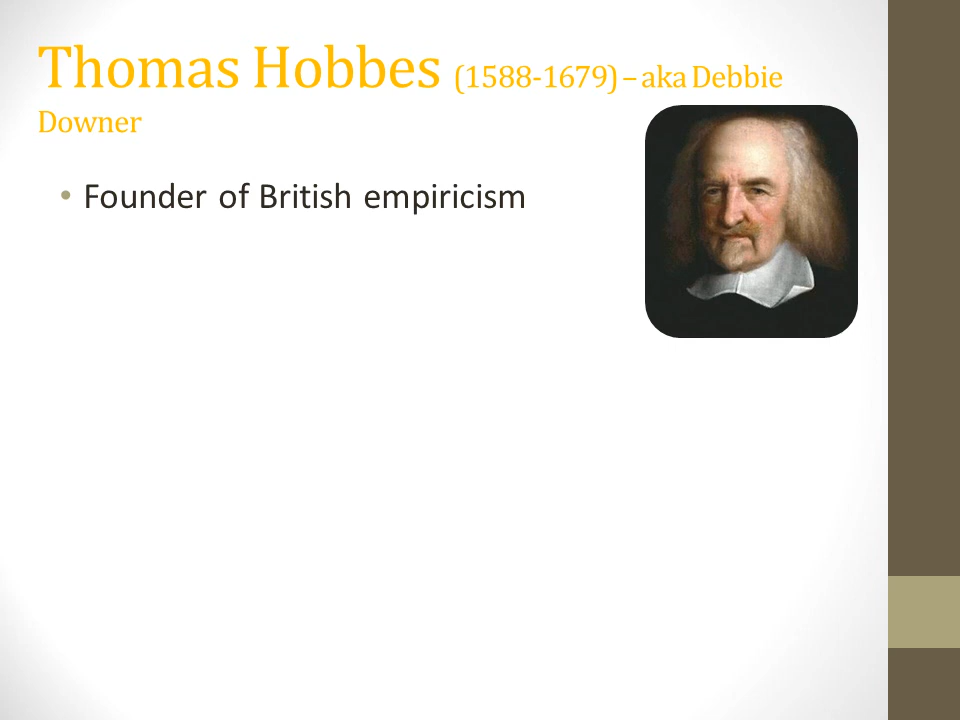 Thomas Hobbes (1588-1679) – aka Debbie
Downer
• Founder of British empiricism